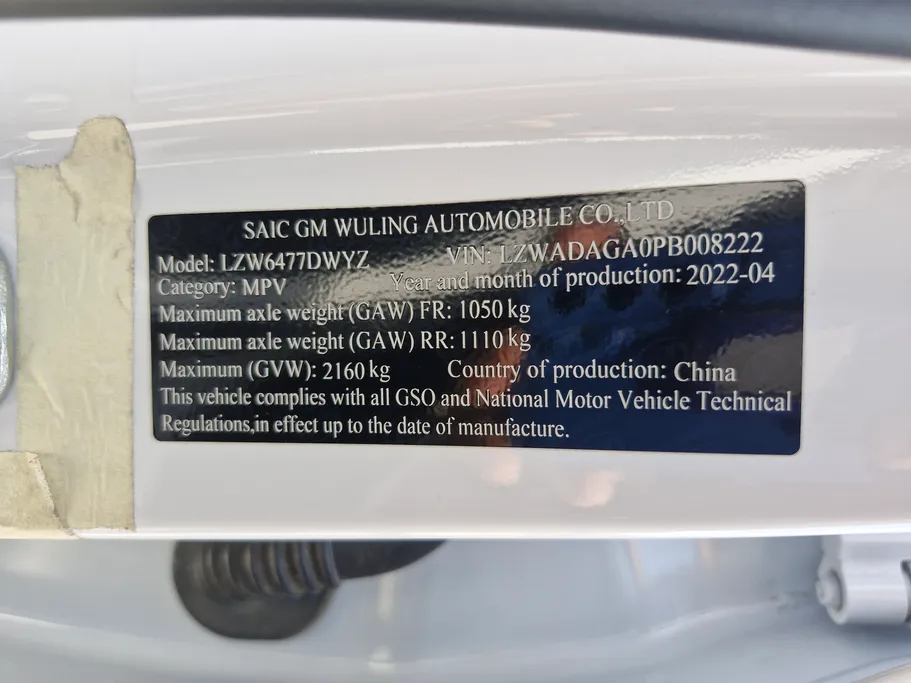 SAIC GM WULING AUTOMOBILE CO.,LTD
Model: LZW6477DWYZ VIN: LZWADAGA0PB008222
Category: MPV Year and month of production: 2022-04
Maximum axle weight (GAW) FR: 1050 kg
Maximum axle weight (GAW) RR: 1110 kg
Maximum (GVW): 2160 kg Country of production: China
This vehicle complies with all GSO and National Motor Vehicle Technical
Regulations,in effect up to the date of manufacture.